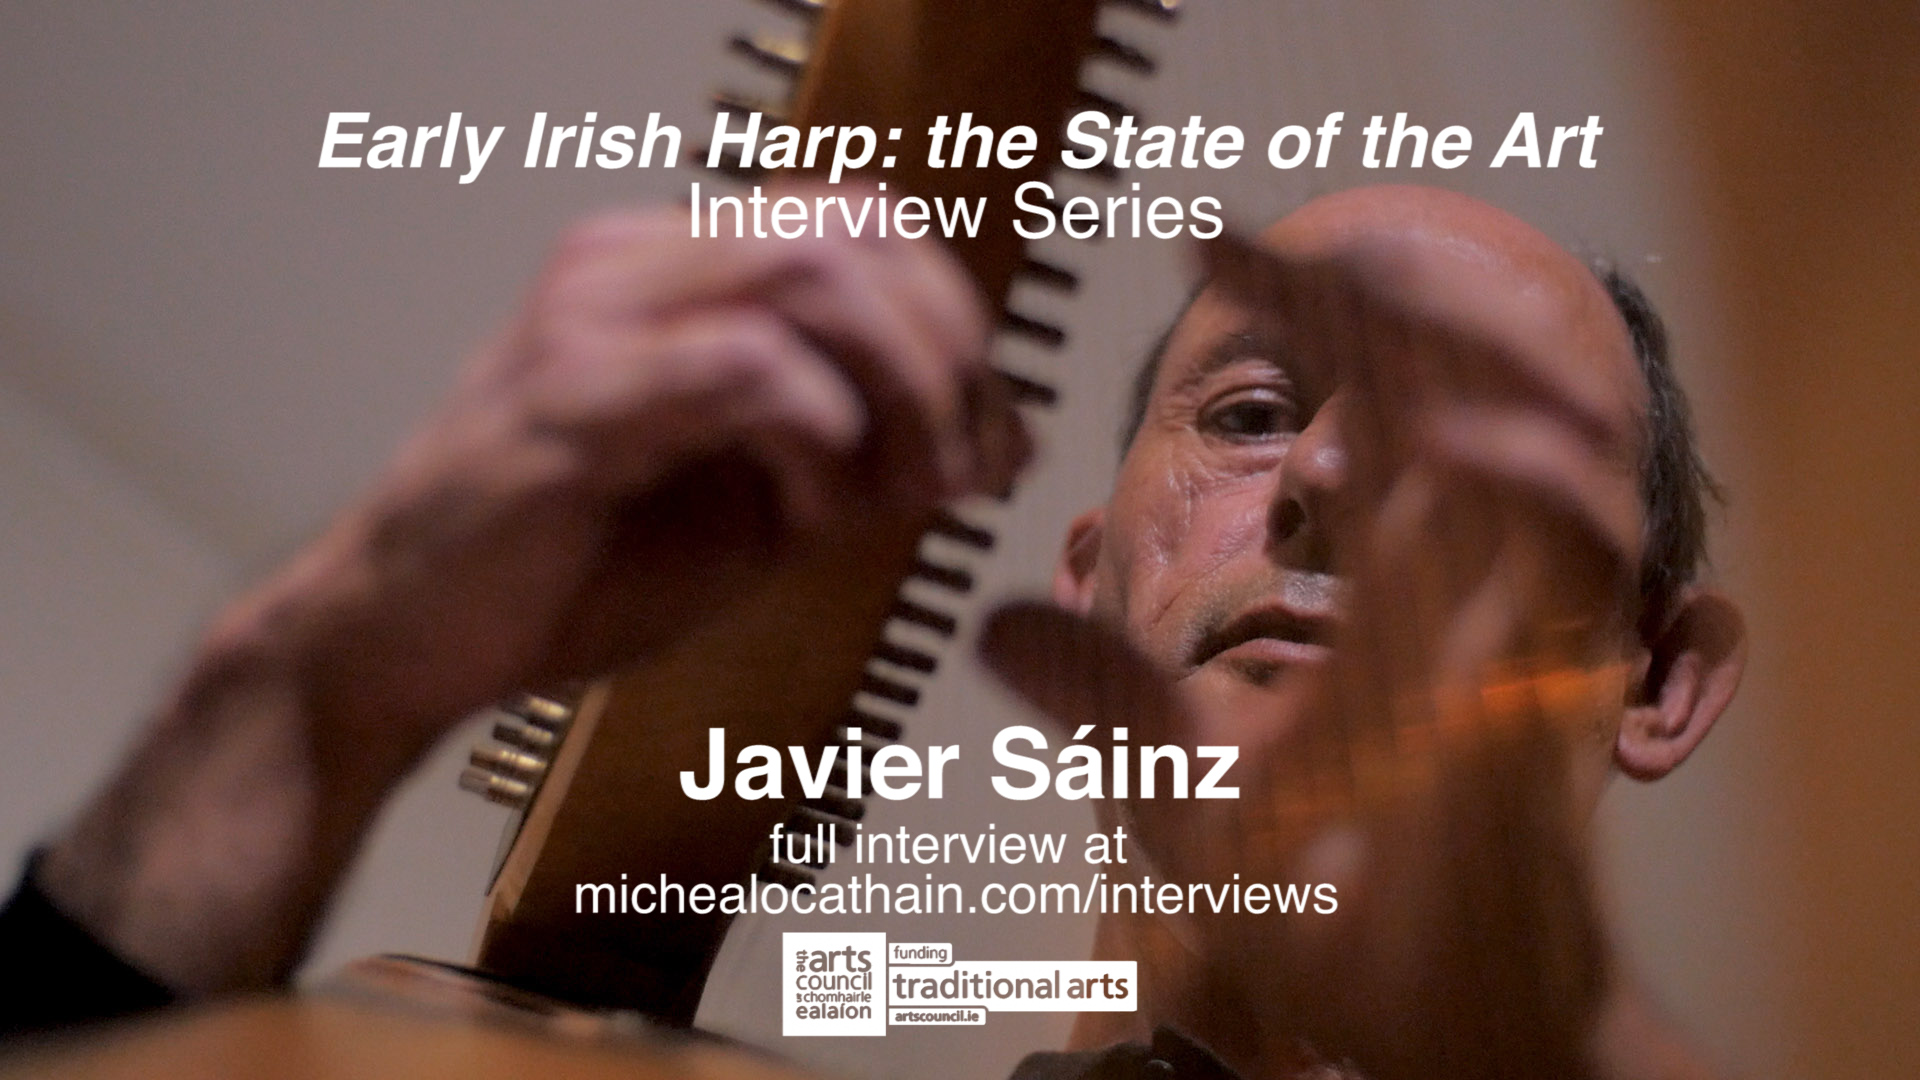 Early Irish Harp: the State of the Art
Interview Series
Javier Sáinz
full interview at
michealocathain.com/interviews
the arts
council
chomhairle
ealaíon
funding
traditional arts
artscouncil.ie